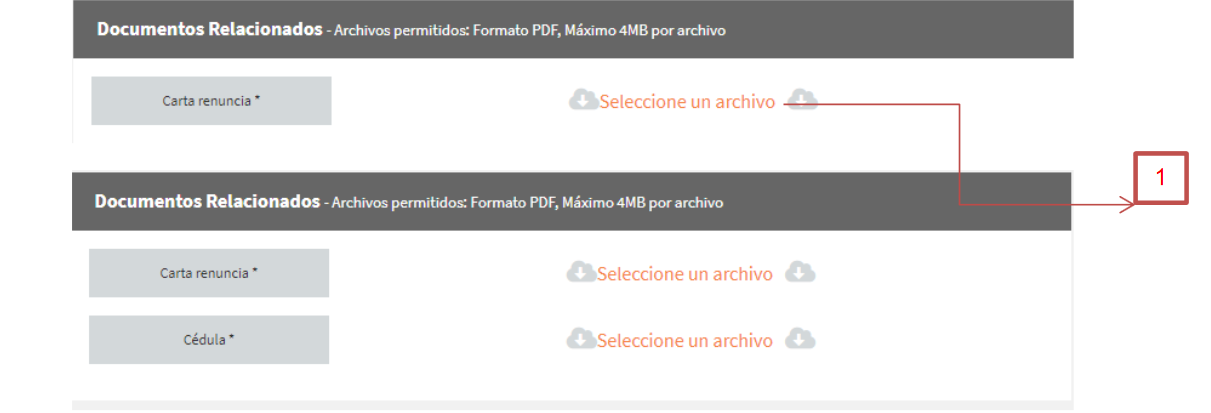 Documentos Relacionados - Archivos permitidos: Formato PDF, Máximo 4MB por archivo
Carta renuncia * Seleccione un archivo
1
Documentos Relacionados - Archivos permitidos: Formato PDF, Máximo 4MB por archivo
Carta renuncia * Seleccione un archivo
Cédula * Seleccione un archivo